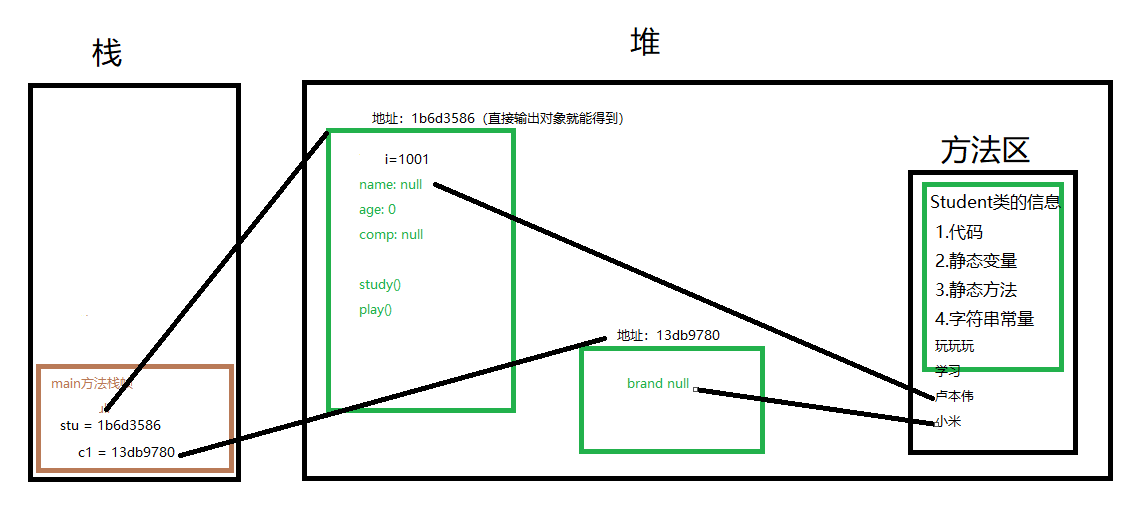 栈
堆
地址：1b6d3586（直接输出对象就能得到）
i=1001
name: null
age: 0
comp: null
study()
play()
方法区
Student类的信息
1.代码
2.静态变量
3.静态方法
4.字符串常量
玩玩玩
学习
卢本伟
小米
地址：13db9780
brand null
main方法栈帧
stu = 1b6d3586
c1 = 13db9780